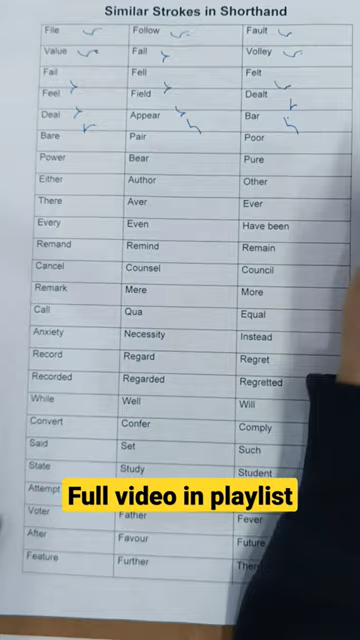 Similar Strokes in Shorthand
File Follow Fault
Value Fall Volley
Fail Fell Felt
Feel Field Dealt
Deal Appear Bar
Bare Pair Poor
Power Bear Pure
Either Author Other
There Aver Ever
Every Even Have been
Remand Remind Remain
Cancel Counsel Council
Remark Mere More
Call Qua Equal
Anxiety Necessity Instead
Record Regard Regret
Recorded Regarded Regretted
While Well Will
Convert Confer Comply
Said Set Such
State Study Student
Attempt
Full video in playlist
Voter Father Fever
After Favour Future
Feature Further